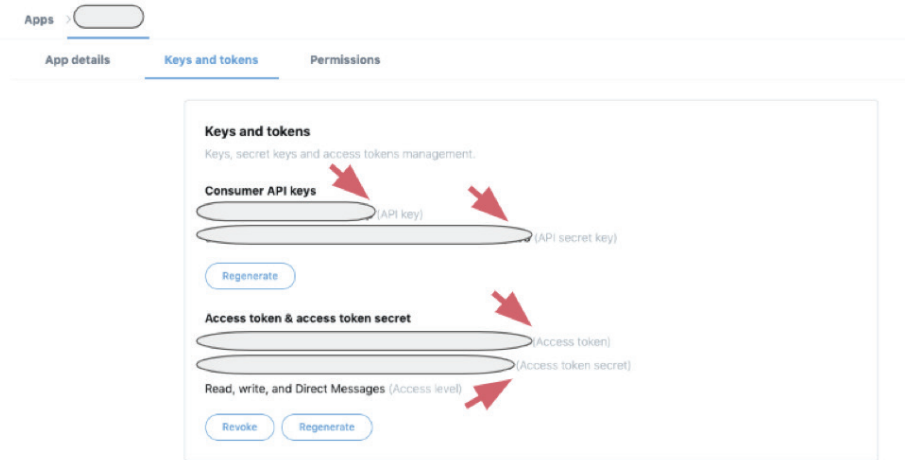 Apps >
App details Keys and tokens Permissions
Keys and tokens
Keys, secret keys and access tokens management.
Consumer API keys
(API key)
(API secret key)
Regenerate
Access token & access token secret
(Access token)
(Access token secret)
Read, write, and Direct Messages (Access level)
Revoke Regenerate